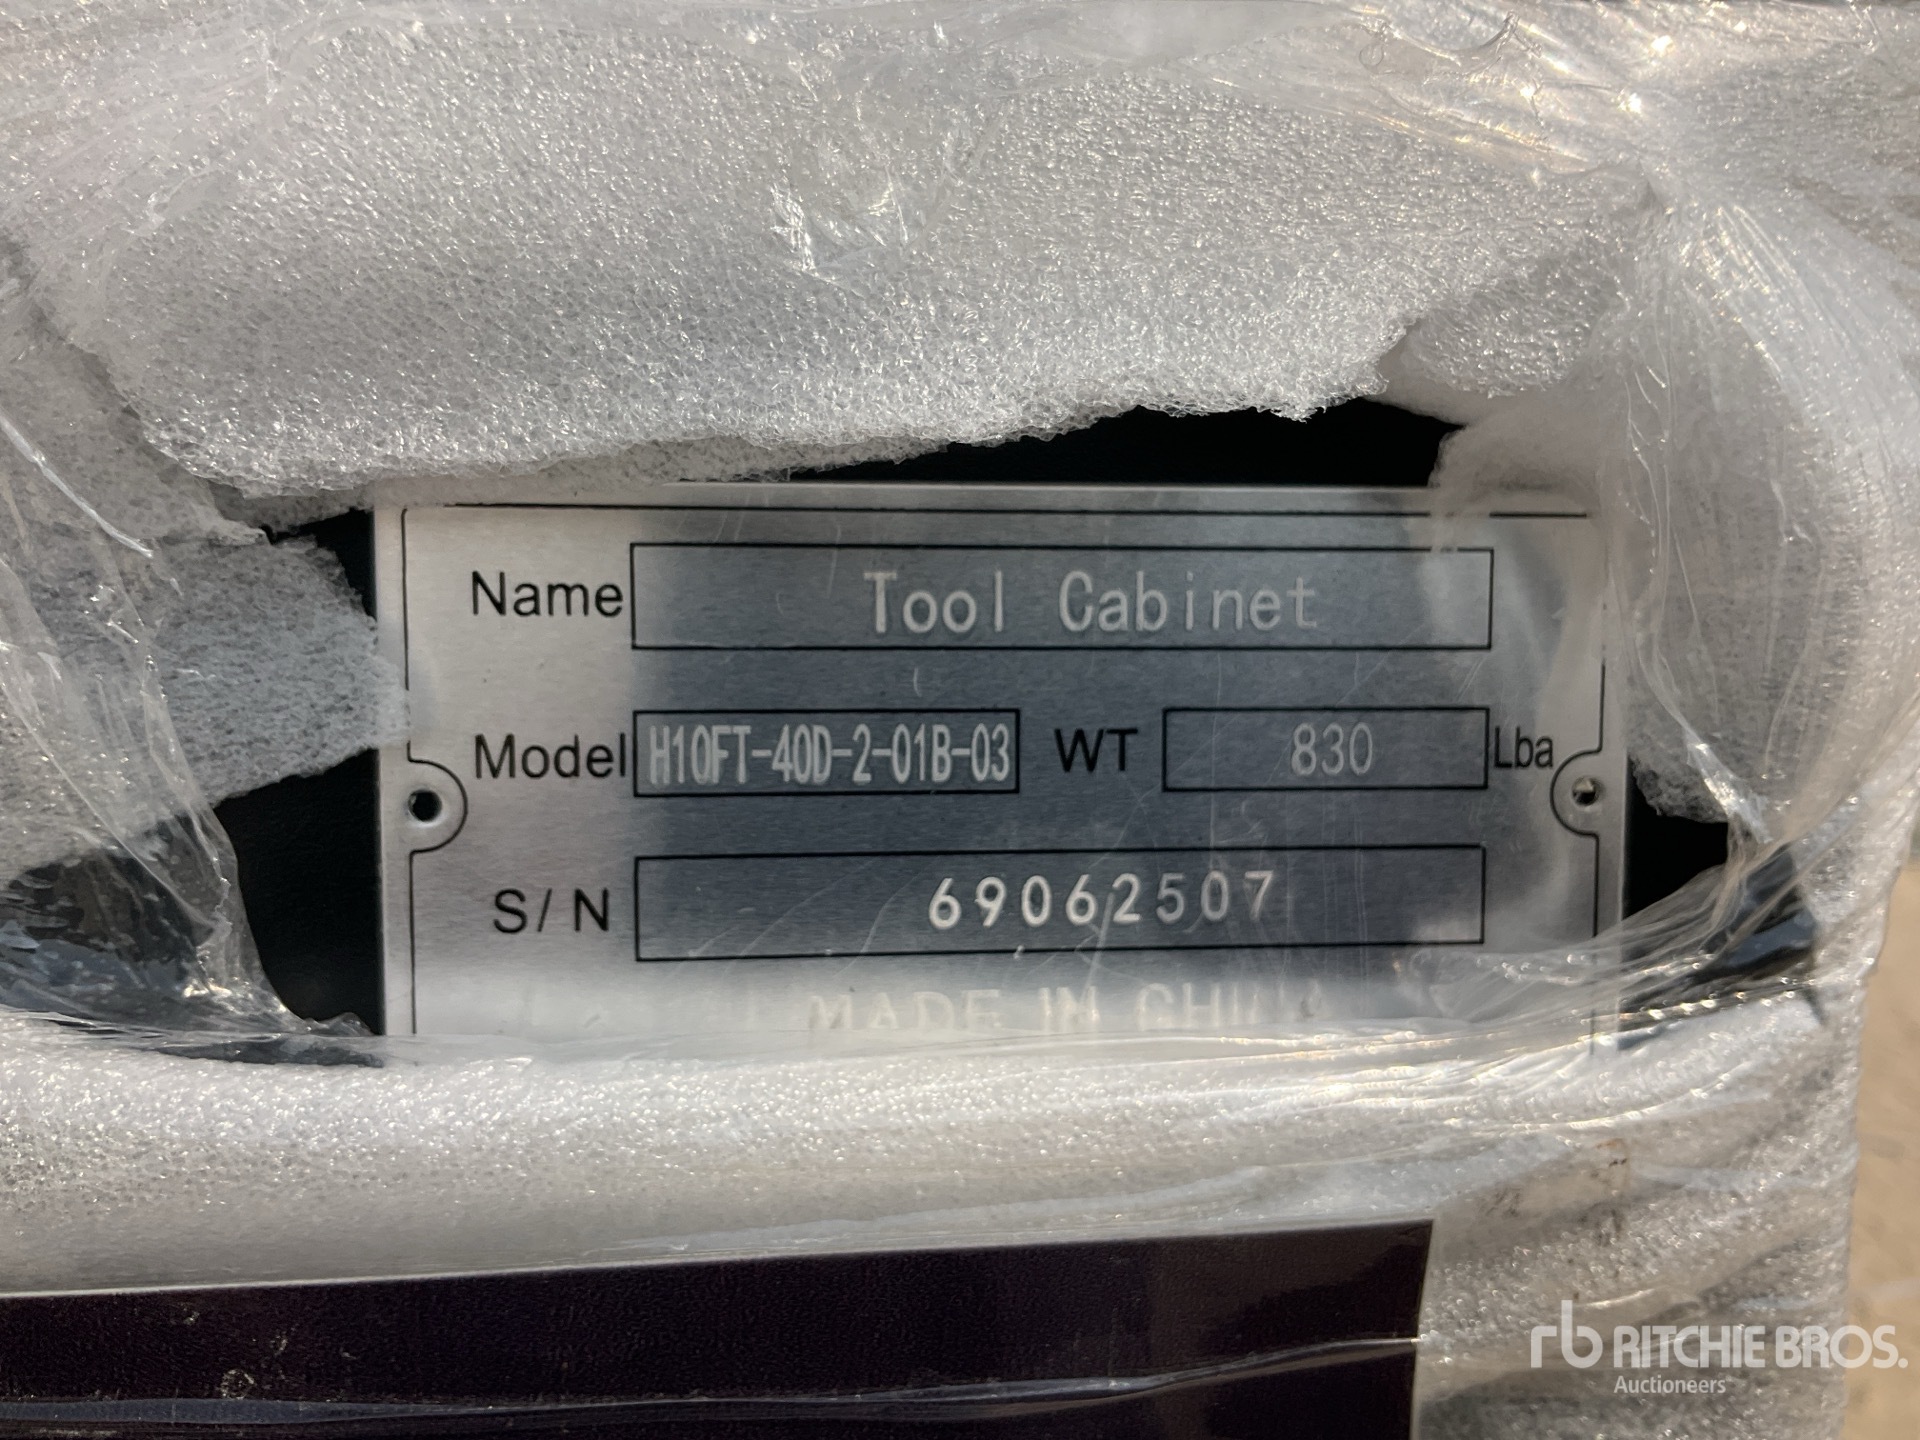 Name Tool Cabinet
Model H10FT-40D-2-01B-03 WT 830 Lba
S/N 69062507
MADE IN CHINA
rb RITCHIE BROS.
Auctioneers